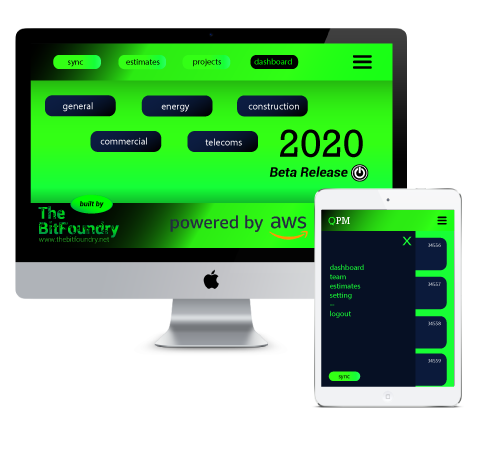 sync estimates projects dashboard
general energy construction
commercial telecoms
2020
Beta Release
built by
The
BitFoundry
www.thebitfoundry.net
powered by aws
QPM
X
34556
dashboard
team
estimates
setting
34557
logout
34558
34559
sync